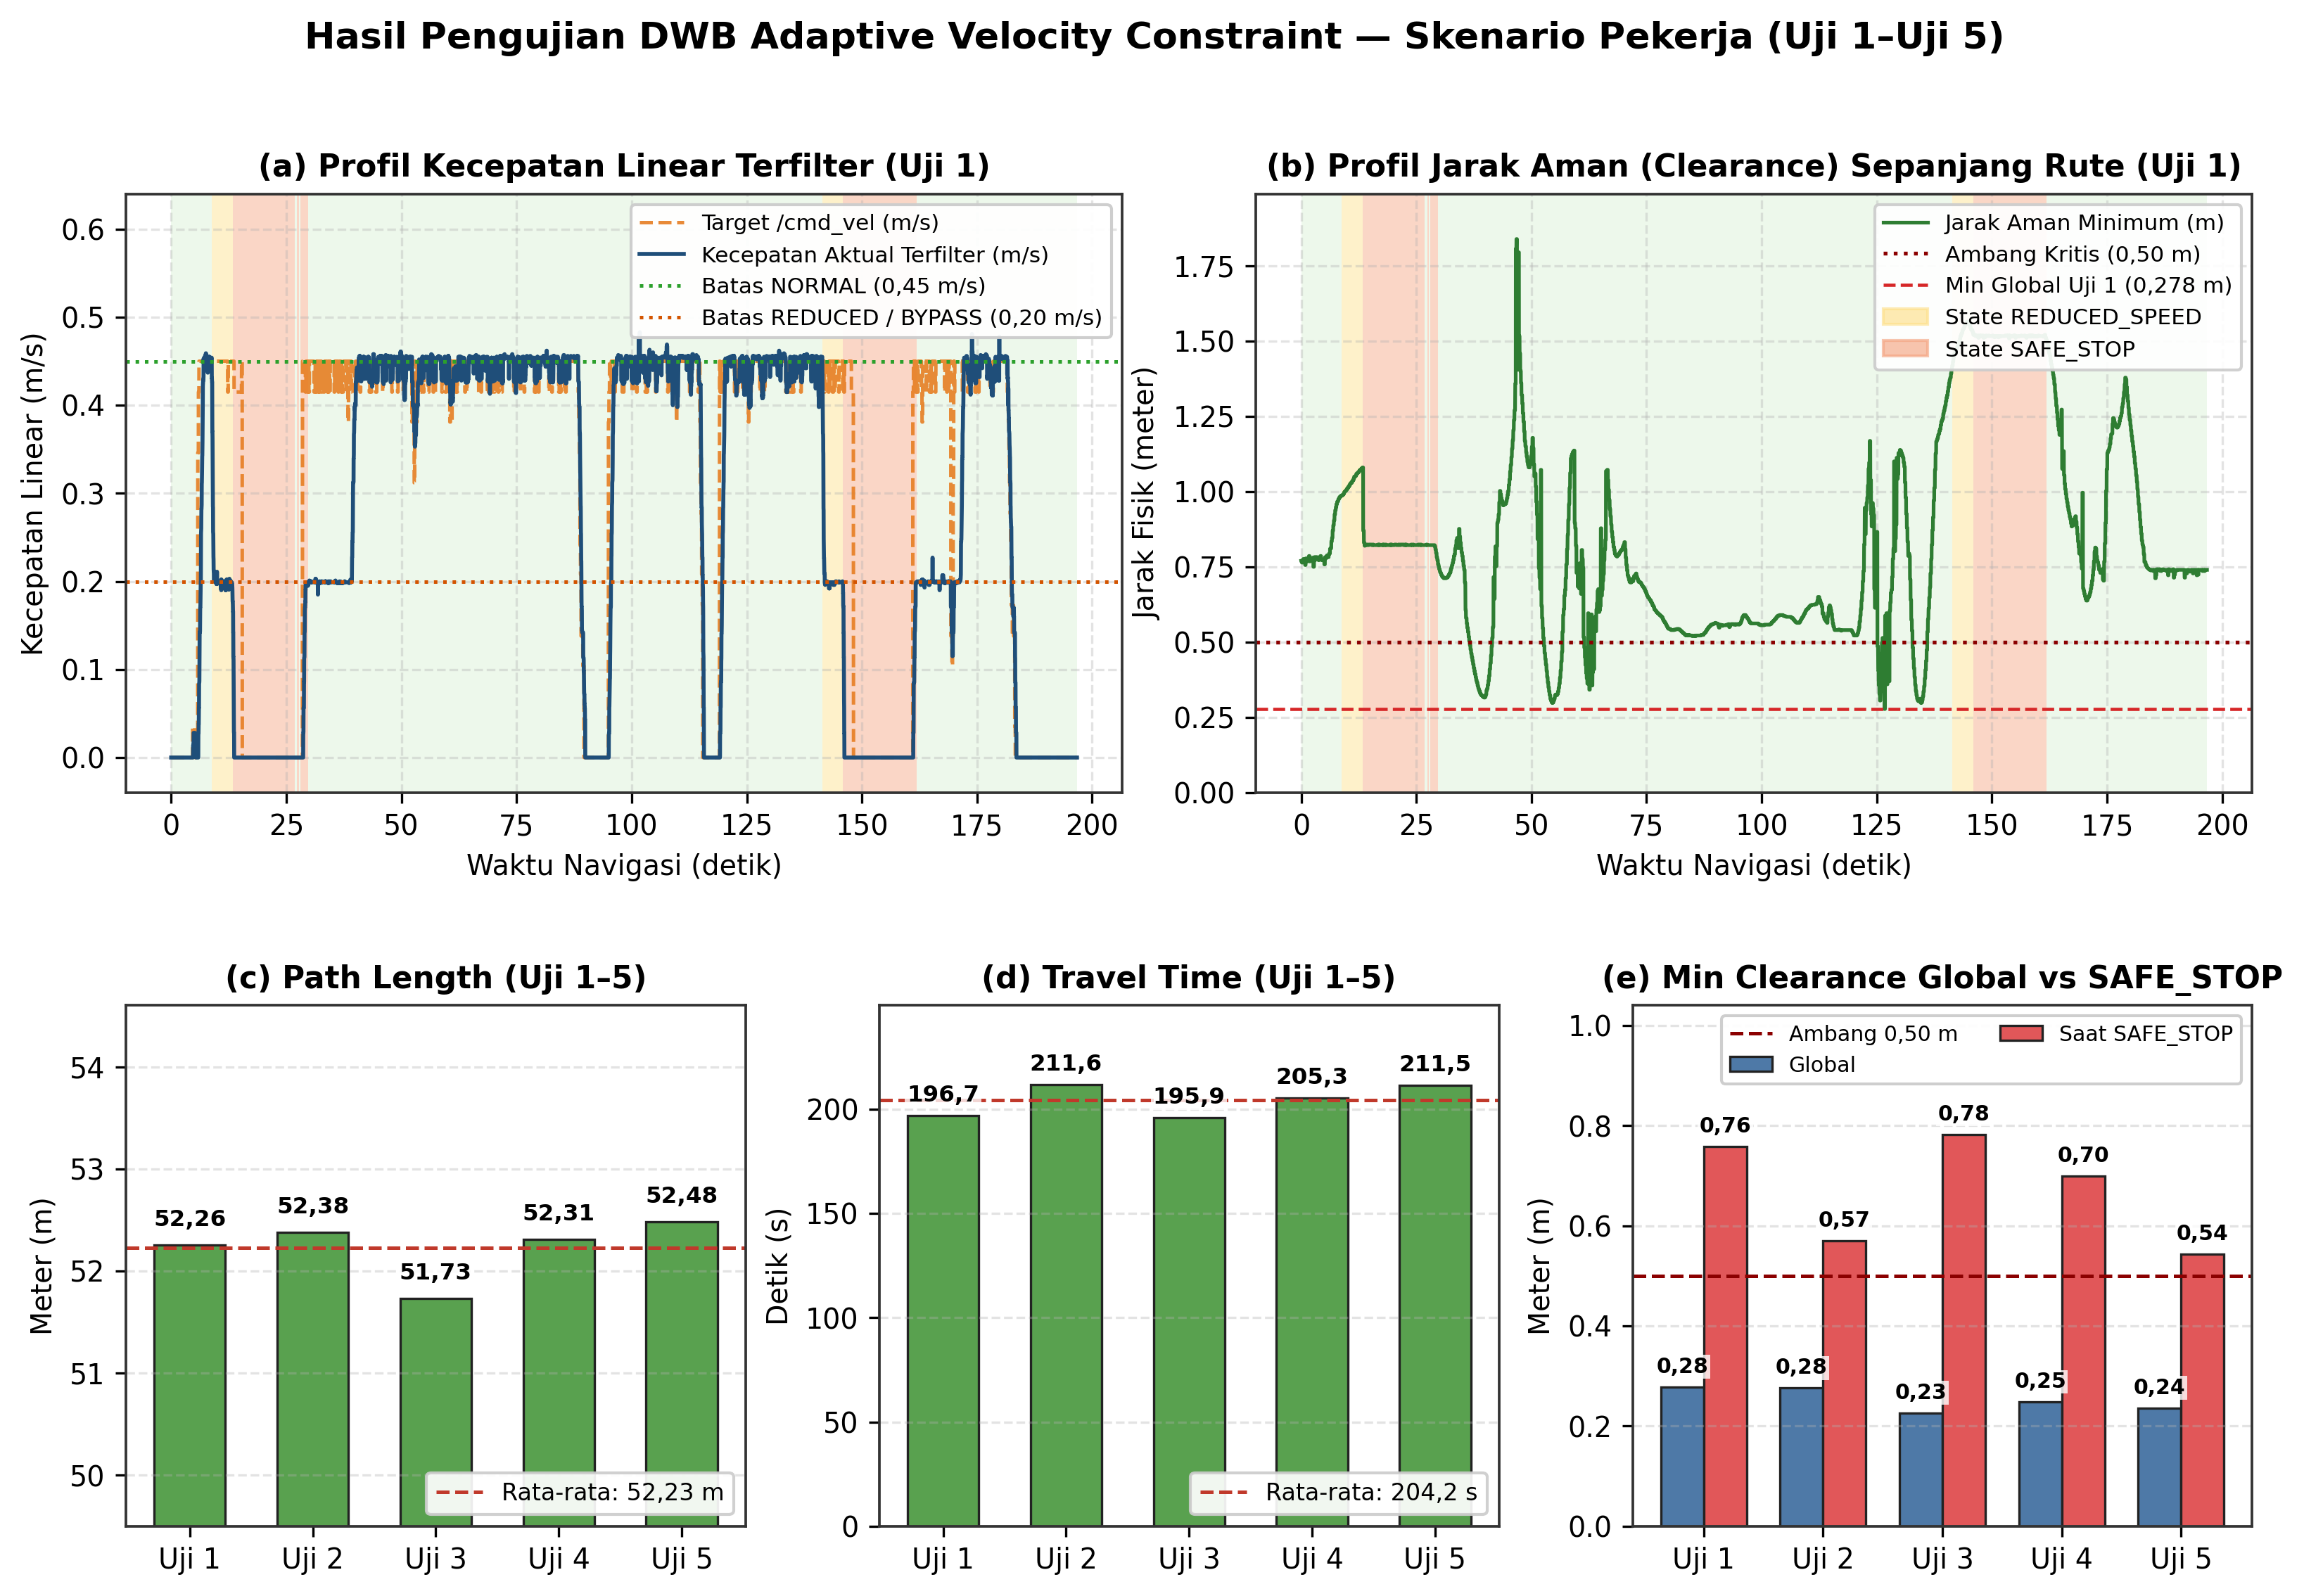 Hasil Pengujian DWB Adaptive Velocity Constraint — Skenario Pekerja (Uji 1–Uji 5)
(a) Profil Kecepatan Linear Terfilter (Uji 1)
Kecepatan Linear (m/s)
0.6
0.5
0.4
0.3
0.2
0.1
0.0
Target /cmd_vel (m/s)
Kecepatan Aktual Terfilter (m/s)
Batas NORMAL (0,45 m/s)
Batas REDUCED / BYPASS (0,20 m/s)
0 25 50 75 100 125 150 175 200
Waktu Navigasi (detik)
(b) Profil Jarak Aman (Clearance) Sepanjang Rute (Uji 1)
Jarak Fisik (meter)
1.75
1.50
1.25
1.00
0.75
0.50
0.25
0.00
Jarak Aman Minimum (m)
Ambang Kritis (0,50 m)
Min Global Uji 1 (0,278 m)
State REDUCED_SPEED
State SAFE_STOP
0 25 50 75 100 125 150 175 200
Waktu Navigasi (detik)
(c) Path Length (Uji 1–5)
Meter (m)
54
53
52
51
50
52,26 52,38 51,73 52,31 52,48
Rata-rata: 52,23 m
Uji 1 Uji 2 Uji 3 Uji 4 Uji 5
(d) Travel Time (Uji 1–5)
Detik (s)
200
150
100
50
0
196,7 211,6 195,9 205,3 211,5
Rata-rata: 204,2 s
Uji 1 Uji 2 Uji 3 Uji 4 Uji 5
(e) Min Clearance Global vs SAFE_STOP
Meter (m)
1.0
0.8
0.6
0.4
0.2
0.0
Ambang 0,50 m
Global
Saat SAFE_STOP
0,28 0,76 0,28 0,57 0,23 0,78 0,25 0,70 0,24 0,54
Uji 1 Uji 2 Uji 3 Uji 4 Uji 5